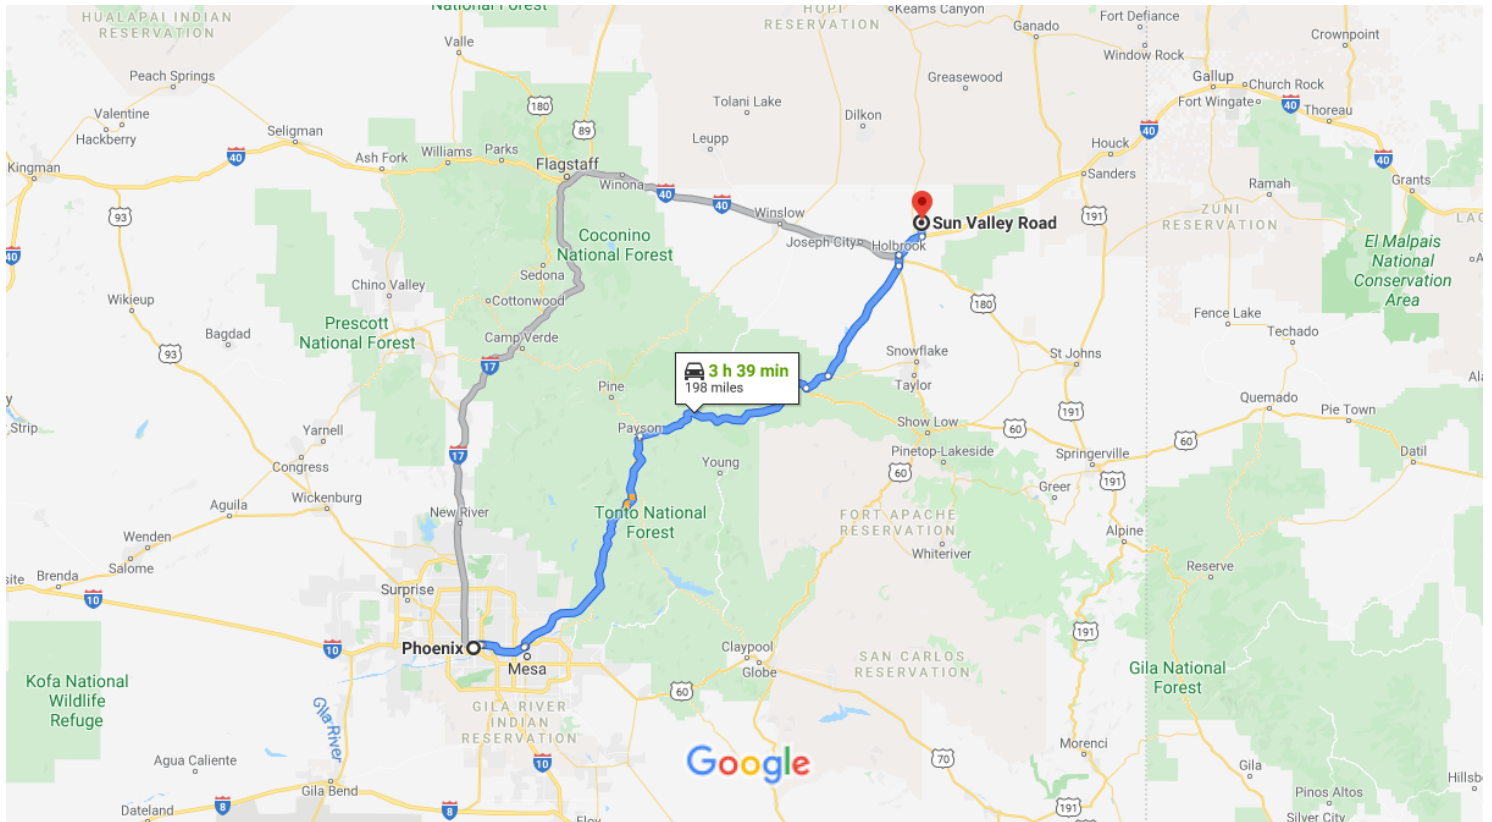 National Forest
HUALAPAI INDIAN
RESERVATION
HOPI
RESERVATION
Keams Canyon
Ganado
Fort Defiance
Window Rock
Crownpoint
Valle
Peach Springs
180
89
Tolani Lake
Greasewood
Dilkon
Gallup
Church Rock
Fort Wingate
40
Thoreau
Valentine
Hackberry
Seligman
40
Ash Fork
Williams
Parks
Flagstaff
Leupp
Houck
40
Sanders
40
Kingman
Winona
40
40
Winslow
Ramah
Grants
93
Sun Valley Road
191
ZUNI
RESERVATION
Coconino
National Forest
Joseph City
Holbrook
El Malpais
National
Conservation
Area
40
Sedona
Chino Valley
Cottonwood
180
Wikieup
Prescott
National Forest
Bagdad
Camp Verde
Fence Lake
Techado
93
17
3 h 39 min
198 miles
Snowflake
Taylor
St Johns
Pine
Quemado
Pie Town
191
Strip
Yarnell
Payson
Show Low
60
60
17
Congress
Young
Pinetop-Lakeside
60
Springerville
191
Datil
Wickenburg
Aguila
New River
Greer
Tonto National
Forest
FORT APACHE
RESERVATION
Alpine
Wenden
Salome
Whiteriver
Brenda
Surprise
Reserve
10
191
Phoenix
10
Mesa
Claypool
Globe
SAN CARLOS
RESERVATION
Gila National
Forest
Kofa National
Wildlife
Refuge
60
Gila River
GILA RIVER
INDIAN
RESERVATION
Google
Morenci
Agua Caliente
10
70
Gila
Gila Bend
Pinos Altos
Dateland
8
8
191
Silver City